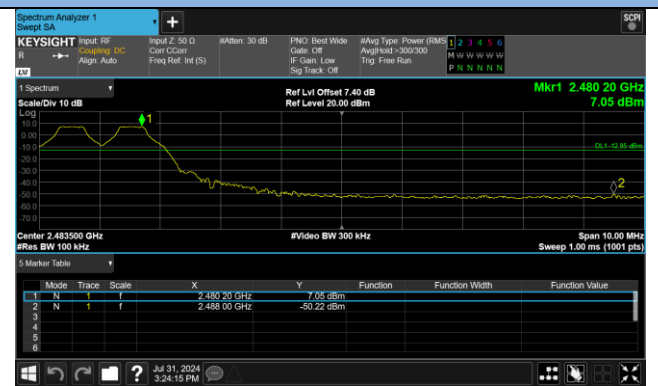 Spectrum Analyzer 1
Swept SA
+
SCPI
KEYSIGHT Input: RF Input Z: 50 Ω #Atten: 30 dB PNO: Best Wide #Avg Type: Power (RMS 1 2 3 4 5 6
R Coupling: DC Corr CCorr Gate: Off Avg|Hold:>300/300 M W W W W W
Align: Auto Freq Ref: Int (S) IF Gain: Low Trig: Free Run
Sig Track: Off P N N N N N
LXI
1 Spectrum
Scale/Div 10 dB
Ref Lvl Offset 7.40 dB
Ref Level 20.00 dBm
Mkr1 2.480 20 GHz
7.05 dBm
Log
10.0
0.00
-10.0
-20.0
-30.0
-40.0
-50.0
-60.0
-70.0
1
DL1 -12.95 dBm
2
Center 2.483500 GHz #Video BW 300 kHz Span 10.00 MHz
#Res BW 100 kHz Sweep 1.00 ms (1001 pts)
5 Marker Table
Mode Trace Scale X Y Function Function Width Function Value
1 N 1 f 2.480 20 GHz 7.05 dBm
2 N 1 f 2.488 00 GHz -50.22 dBm
3
4
5
6
?
Jul 31, 2024
3:24:15 PM